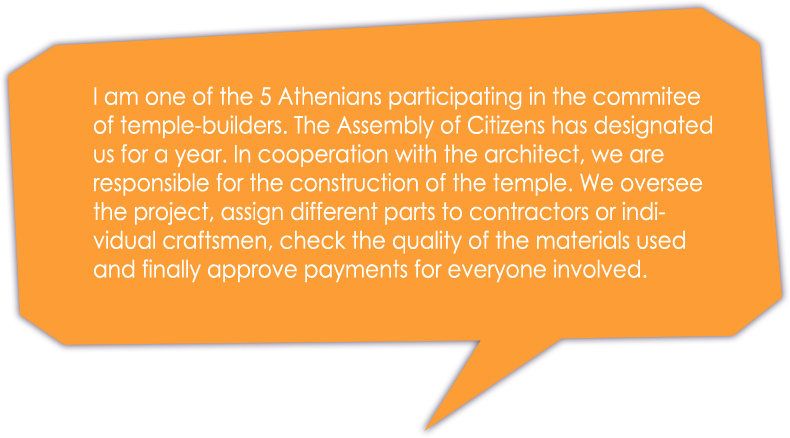 I am one of the 5 Athenians participating in the commitee
of temple-builders. The Assembly of Citizens has designated
us for a year. In cooperation with the architect, we are
responsible for the construction of the temple. We oversee
the project, assign different parts to contractors or indi-
vidual craftsmen, check the quality of the materials used
and finally approve payments for everyone involved.